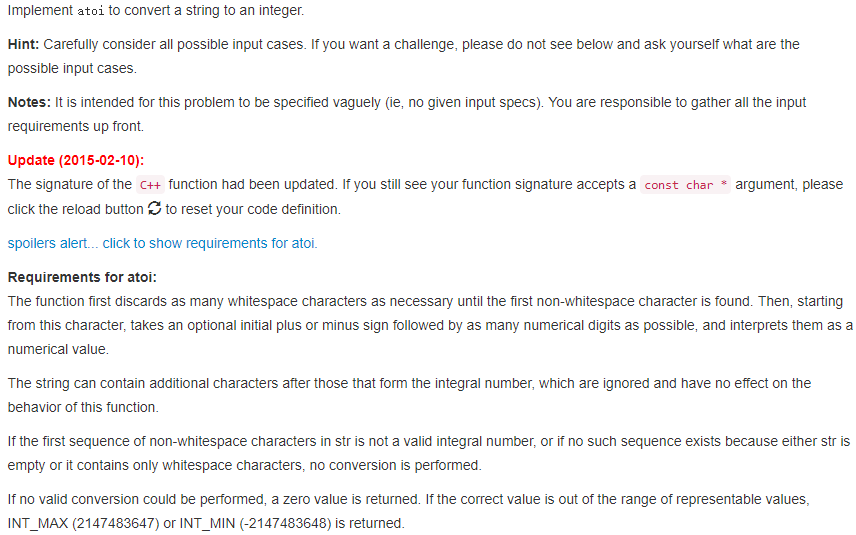 Implement atoi to convert a string to an integer.
Hint: Carefully consider all possible input cases. If you want a challenge, please do not see below and ask yourself what are the
possible input cases.
Notes: It is intended for this problem to be specified vaguely (ie, no given input specs). You are responsible to gather all the input
requirements up front.
Update (2015-02-10):
The signature of the C++ function had been updated. If you still see your function signature accepts a const char * argument, please
click the reload button to reset your code definition.
spoilers alert... click to show requirements for atoi.
Requirements for atoi:
The function first discards as many whitespace characters as necessary until the first non-whitespace character is found. Then, starting
from this character, takes an optional initial plus or minus sign followed by as many numerical digits as possible, and interprets them as a
numerical value.
The string can contain additional characters after those that form the integral number, which are ignored and have no effect on the
behavior of this function.
If the first sequence of non-whitespace characters in str is not a valid integral number, or if no such sequence exists because either str is
empty or it contains only whitespace characters, no conversion is performed.
If no valid conversion could be performed, a zero value is returned. If the correct value is out of the range of representable values,
INT_MAX (2147483647) or INT_MIN (-2147483648) is returned.